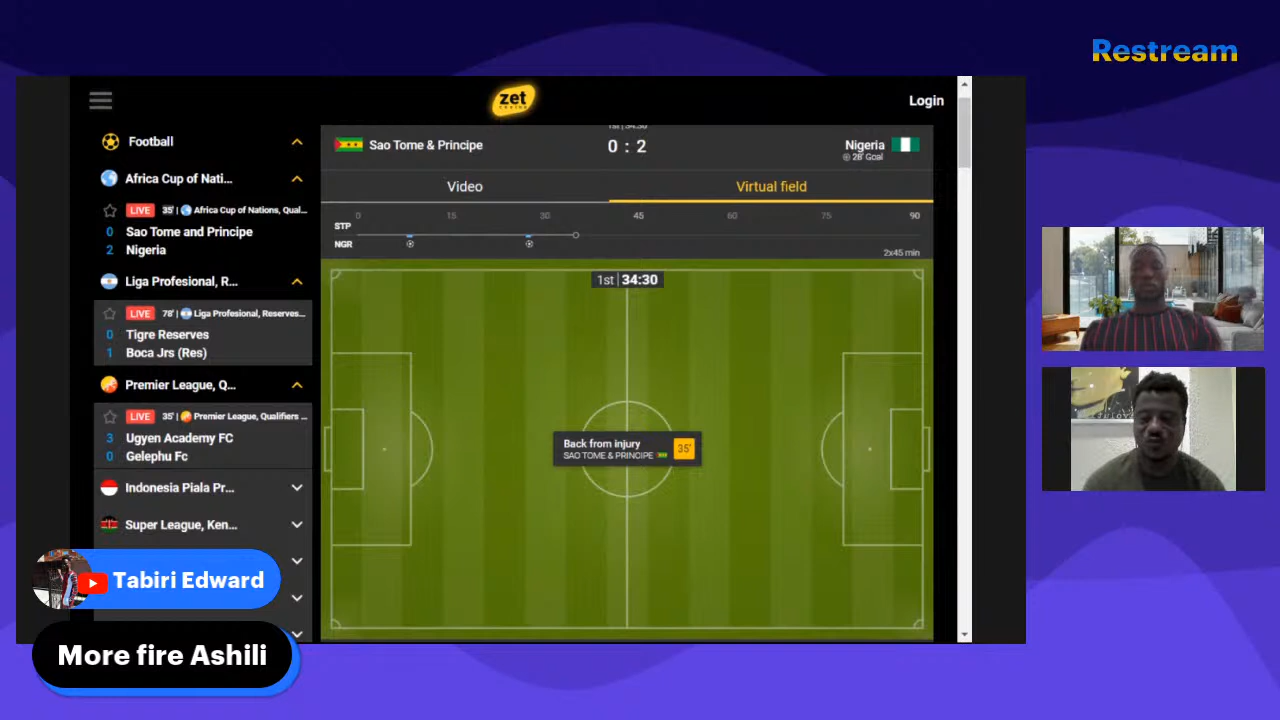 Restream
zet
Login
Football
1st | 34:30
Sao Tome & Principe
0 : 2
Nigeria
28' Goal
Africa Cup of Nati...
Video
Virtual field
LIVE 35' | Africa Cup of Nations, Qual...
0 Sao Tome and Principe
2 Nigeria
0 15 30 45 60 75 90
STP
NGR
2x45 min
Liga Profesional, R...
1st | 34:30
LIVE 78' | Liga Profesional, Reserves...
0 Tigre Reserves
1 Boca Jrs (Res)
Premier League, Q...
LIVE 35' | Premier League, Qualifiers ...
3 Ugyen Academy FC
0 Gelephu Fc
Back from injury
SAO TOME & PRINCIPE
35'
Indonesia Piala Pr...
Super League, Ken...
Tabiri Edward
More fire Ashili